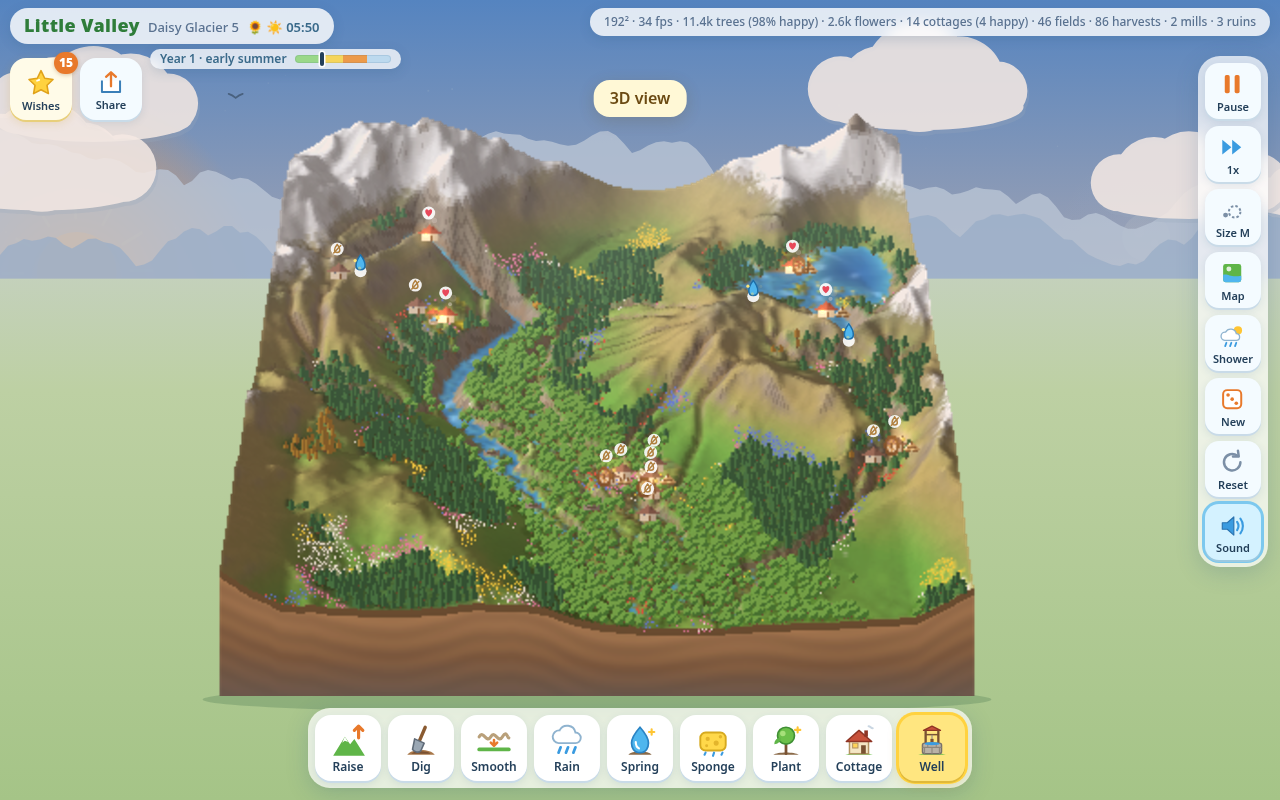 Little Valley Daisy Glacier 5 05:50
192² · 34 fps · 11.4k trees (98% happy) · 2.6k flowers · 14 cottages (4 happy) · 46 fields · 86 harvests · 2 mills · 3 ruins
Year 1 · early summer
15
Wishes
Share
3D view
Pause
1x
Size M
Map
Shower
New
Reset
Sound
Raise
Dig
Smooth
Rain
Spring
Sponge
Plant
Cottage
Well